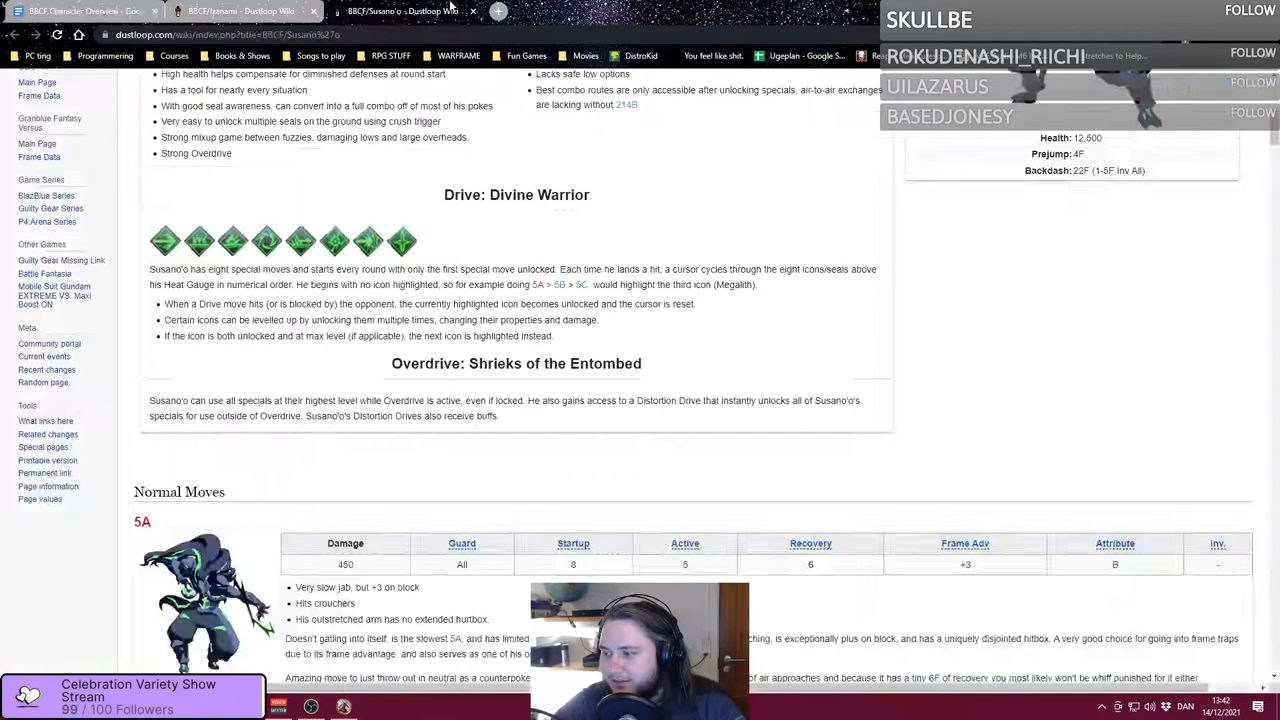 BBCF Character Overview - Goo
BBCF/Izanami - Dustloop Wiki
BBCF/Susano'o - Dustloop Wiki
dustloop.com/wiki/index.php?title=BBCF/Susano%27o
PC ting
Programmering
Courses
Books & Shows
Songs to play
RPG STUFF
WARFRAME
Fun Games
Movies
DistroKid
You feel like shit.
Ugeplan - Google S...
SKULLBE
FOLLOW
ROKUDENASHI_RIICHI
FOLLOW
UILAZARUS
FOLLOW
BASEDJONESY
FOLLOW
Main Page
Frame Data
Granblue Fantasy
Versus
Main Page
Frame Data
Game Series
BlazBlue Series
Guilty Gear Series
P4:Arena Series
Other Games
Guilty Gear Missing Link
Battle Fantasia
Mobile Suit Gundam
EXTREME VS. Maxi
Boost ON
Meta
Community portal
Current events
Recent changes
Random page
Tools
What links here
Related changes
Special pages
Printable version
Permanent link
Page information
Page values
High health helps compensate for diminished defenses at round start
Has a tool for nearly every situation
With good seal awareness, can convert into a full combo off of most of his pokes
Very easy to unlock multiple seals on the ground using crush trigger
Strong mixup game between fuzzies, damaging lows and large overheads.
Strong Overdrive
Lacks safe low options
Best combo routes are only accessible after unlocking specials, air-to-air exchanges
are lacking without 214B
Health: 12,500
Prejump: 4F
Backdash: 22F (1-5F Inv All)
Drive: Divine Warrior
Susano'o has eight special moves and starts every round with only the first special move unlocked. Each time he lands a hit, a cursor cycles through the eight icons/seals above
his Heat Gauge in numerical order. He begins with no icon highlighted, so for example doing 5A > 5B > 5C. would highlight the third icon (Megalith).
When a Drive move hits (or is blocked by) the opponent, the currently highlighted icon becomes unlocked and the cursor is reset.
Certain icons can be levelled up by unlocking them multiple times, changing their properties and damage.
If the icon is both unlocked and at max level (if applicable), the next icon is highlighted instead.
Overdrive: Shrieks of the Entombed
Susano'o can use all specials at their highest level while Overdrive is active, even if locked. He also gains access to a Distortion Drive that instantly unlocks all of Susano'o's
specials for use outside of Overdrive. Susano'o's Distortion Drives also receive buffs.
Normal Moves
5A
Damage Guard Startup Active Recovery Frame Adv Attribute Inv.
450 All 8 5 6 +3 B -
Very slow jab, but +3 on block
Hits crouchers
His outstretched arm has no extended hurtbox.
Doesn't gatling into itself, is the slowest 5A, and has limited ching, is exceptionally plus on block, and has a uniquely disjointed hitbox. A very good choice for going into frame traps
due to its frame advantage, and also serves as one of his
Amazing move to just throw out in neutral as a counterpoke of air approaches and because it has a tiny 6F of recovery you most likely won't be whiff punished for it either
Celebration Variety Show
Stream
99 / 100 Followers
DAN
13:42
14/12/2021